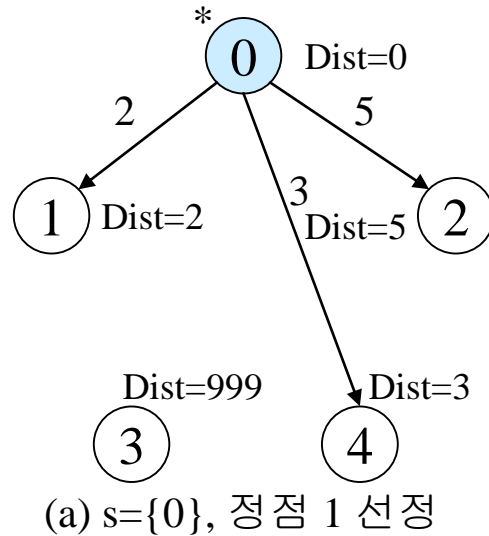 *
0 Dist=0
2
5
1 Dist=2
3
Dist=5 2
Dist=999
Dist=3
3
4
(a) s={0}, 정점 1 선정